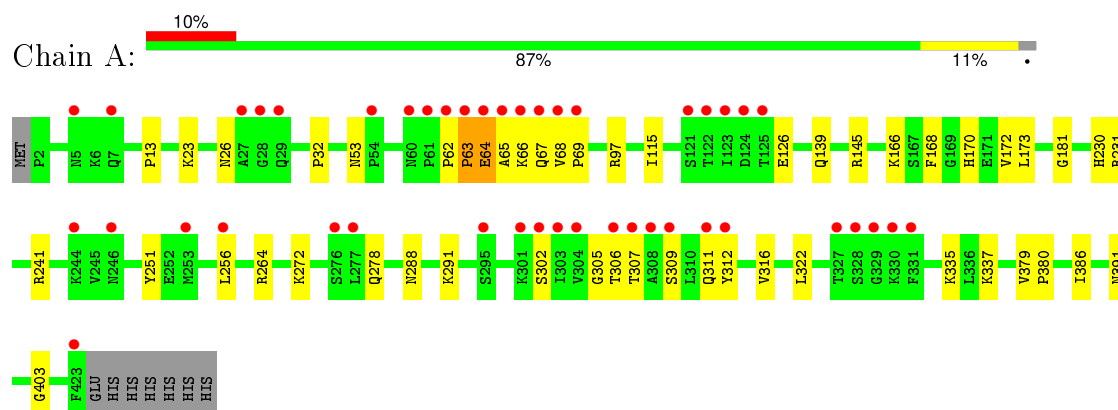 10%
Chain A:
87% 11% •
MET P2 N5 K6 Q7 P13 K23 N26 A27 G28 Q29 P32 N53 P54 N60 P61 P62 P63 E64 A65 K66 Q67 V68 P69 R97 I115 S121 T122 I123 D124 T125 E126 Q139 R145 K166 S167 F168 G169 H170 E171 V172 L173 G181 H230 P231
R241 K244 V245 N246 Y251 E252 M253 L256 R264 K272 S276 L277 Q278 N288 K291 S295 K301 S302 I303 V304 G305 T306 T307 A308 S309 L310 Q311 Y312 V316 L322 T327 S328 G329 K330 F331 K335 L336 K337 V379 P380 I386 N391
G403 F423 GLU HIS HIS HIS HIS HIS HIS